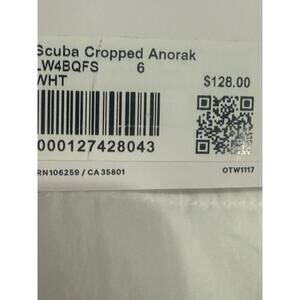 Scuba Cropped Anorak
LW4BQFS 6
WHT $128.00
000127428043
RN106259 / CA35801 OTW1117